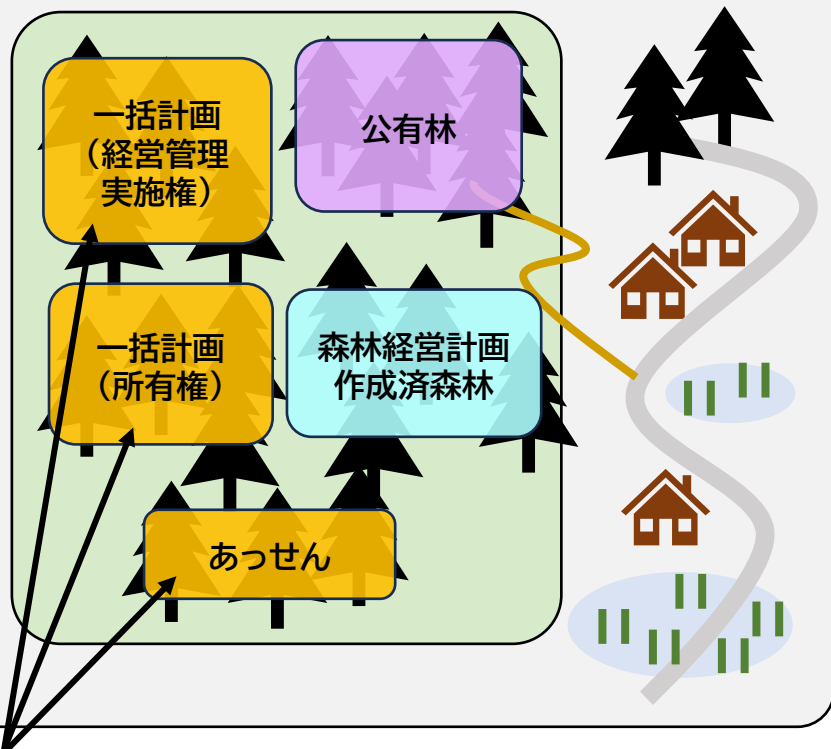 一括計画
（経営管理
実施権）
公有林
一括計画
（所有権）
森林経営計画
作成済森林
あっせん